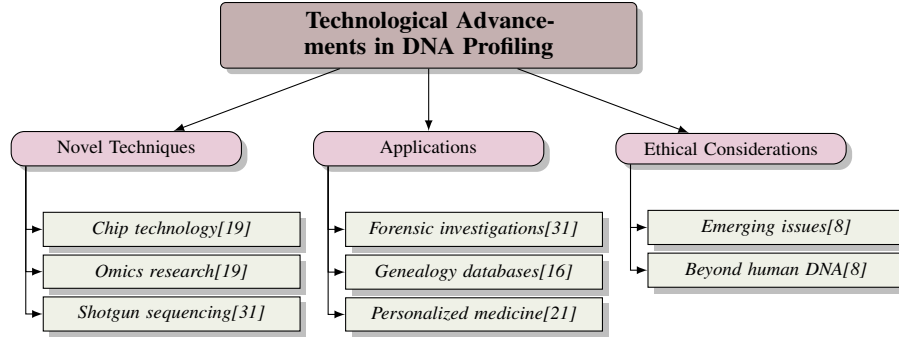 Technological Advance-
ments in DNA Profiling
Novel Techniques
Chip technology[19]
Omics research[19]
Shotgun sequencing[31]
Applications
Forensic investigations[31]
Genealogy databases[16]
Personalized medicine[21]
Ethical Considerations
Emerging issues[8]
Beyond human DNA[8]